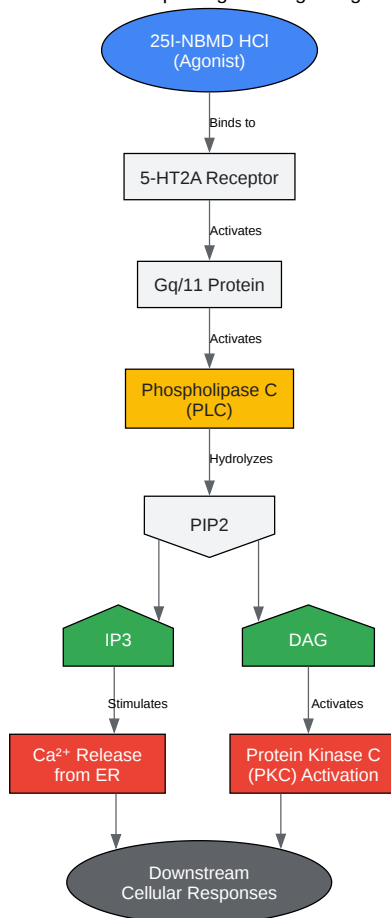 25I-NBMD HCl
(Agonist)
Binds to
5-HT2A Receptor
Activates
Gq/11 Protein
Activates
Phospholipase C
(PLC)
Hydrolyzes
PIP2
IP3
DAG
Stimulates
Activates
Ca²⁺ Release
from ER
Protein Kinase C
(PKC) Activation
Downstream
Cellular Responses